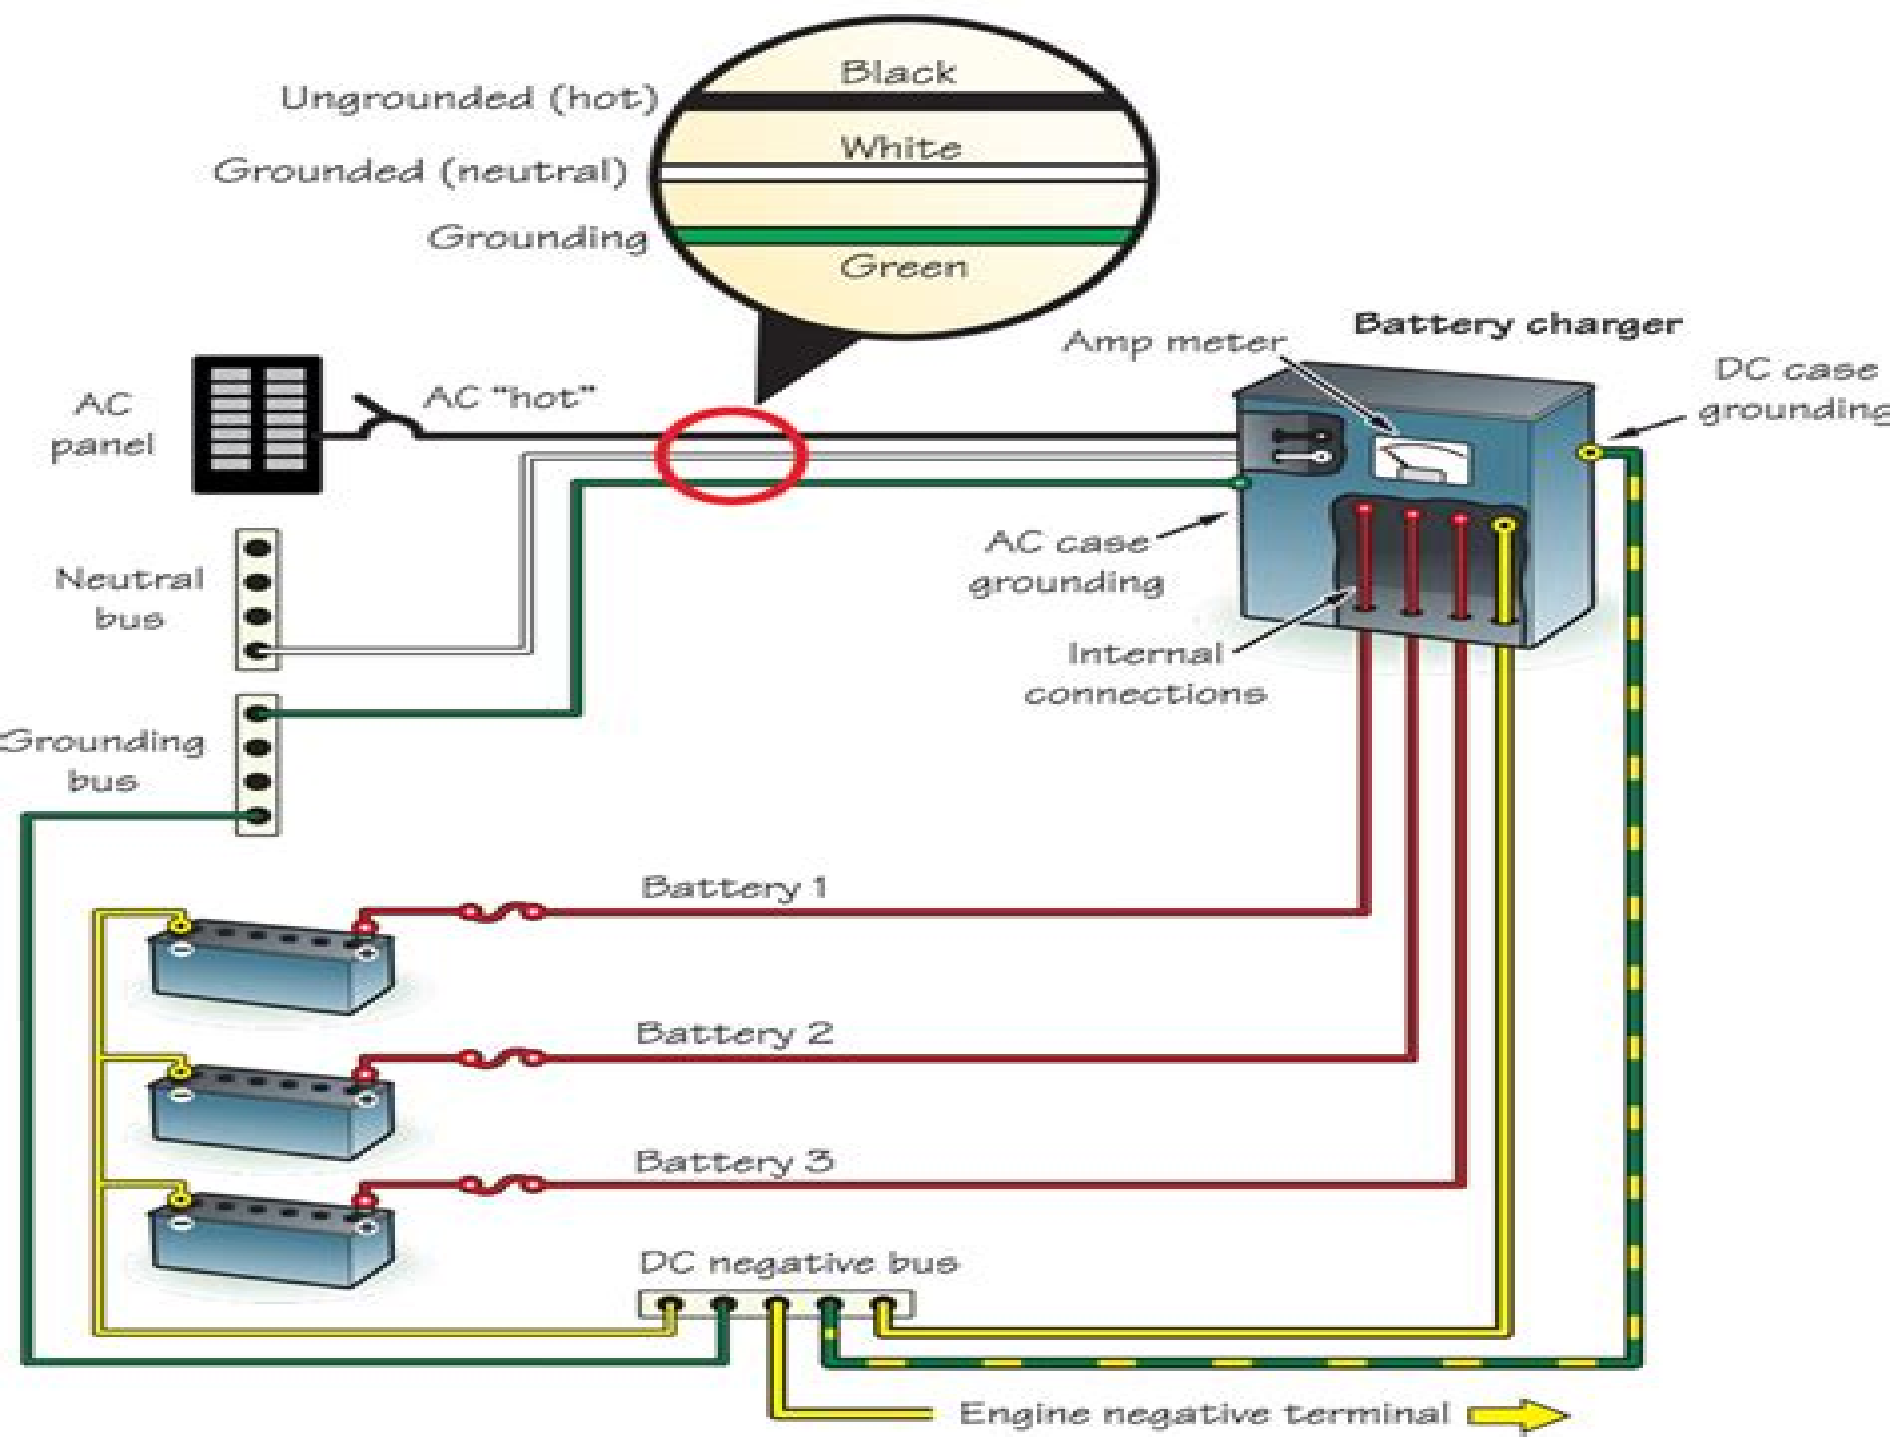 Black
Ungrounded (hot)
White
Grounded (neutral)
Grounding
Green
Battery charger
Amp meter
DC case
grounding
AC "hot"
AC
panel
AC case
grounding
Neutral
bus
Internal
connections
Grounding
bus
Battery 1
Battery 2
Battery 3
DC negative bus
Engine negative terminal